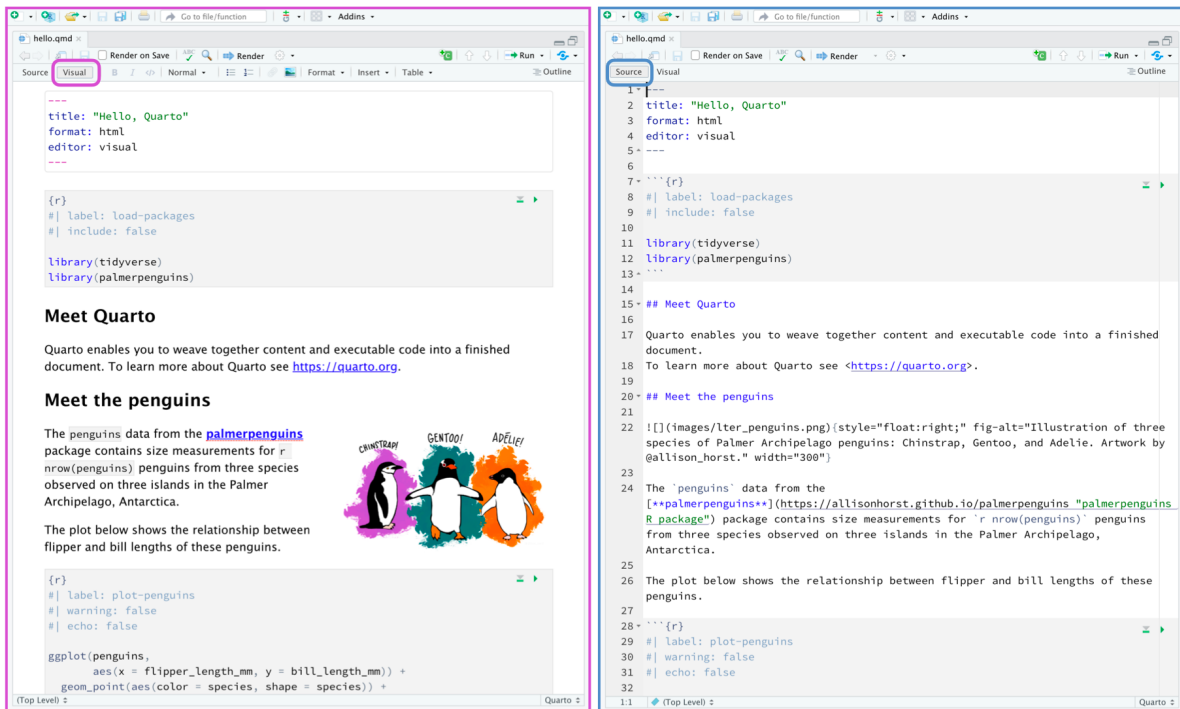 Go to file/function
Addins
hello.qmd
Render on Save
ABC
Render
Run
Source
Visual
B I </>
Normal
Format
Insert
Table
Outline
---
title: "Hello, Quarto"
format: html
editor: visual
---
{r}
#| label: load-packages
#| include: false
library(tidyverse)
library(palmerpenguins)
Meet Quarto
Quarto enables you to weave together content and executable code into a finished
document. To learn more about Quarto see https://quarto.org.
Meet the penguins
The penguins data from the palmerpenguins
package contains size measurements for r
nrow(penguins) penguins from three species
observed on three islands in the Palmer
Archipelago, Antarctica.
CHINSTRAP!
GENTOO!
ADÉLIE!
The plot below shows the relationship between
flipper and bill lengths of these penguins.
{r}
#| label: plot-penguins
#| warning: false
#| echo: false
ggplot(penguins,
aes(x = flipper_length_mm, y = bill_length_mm)) +
geom_point(aes(color = species, shape = species)) +
(Top Level)
Quarto
Go to file/function
Addins
hello.qmd
Render on Save
ABC
Render
Run
Source
Visual
Outline
1 ---
2 title: "Hello, Quarto"
3 format: html
4 editor: visual
5 ---
6
7 ```{r}
8 #| label: load-packages
9 #| include: false
10
11 library(tidyverse)
12 library(palmerpenguins)
13 ```
14
15 ## Meet Quarto
16
17 Quarto enables you to weave together content and executable code into a finished
document.
18 To learn more about Quarto see <https://quarto.org>.
19
20 ## Meet the penguins
21
22 ![](images/lter_penguins.png){style="float:right;" fig-alt="Illustration of three
species of Palmer Archipelago penguins: Chinstrap, Gentoo, and Adelie. Artwork by
@allison_horst." width="300"}
23
24 The `penguins` data from the
[**palmerpenguins**](https://allisonhorst.github.io/palmerpenguins "palmerpenguins
R package") package contains size measurements for `r nrow(penguins)` penguins
from three species observed on three islands in the Palmer Archipelago,
Antarctica.
25
26 The plot below shows the relationship between flipper and bill lengths of these
penguins.
27
28 ```{r}
29 #| label: plot-penguins
30 #| warning: false
31 #| echo: false
32
1:1
(Top Level)
Quarto